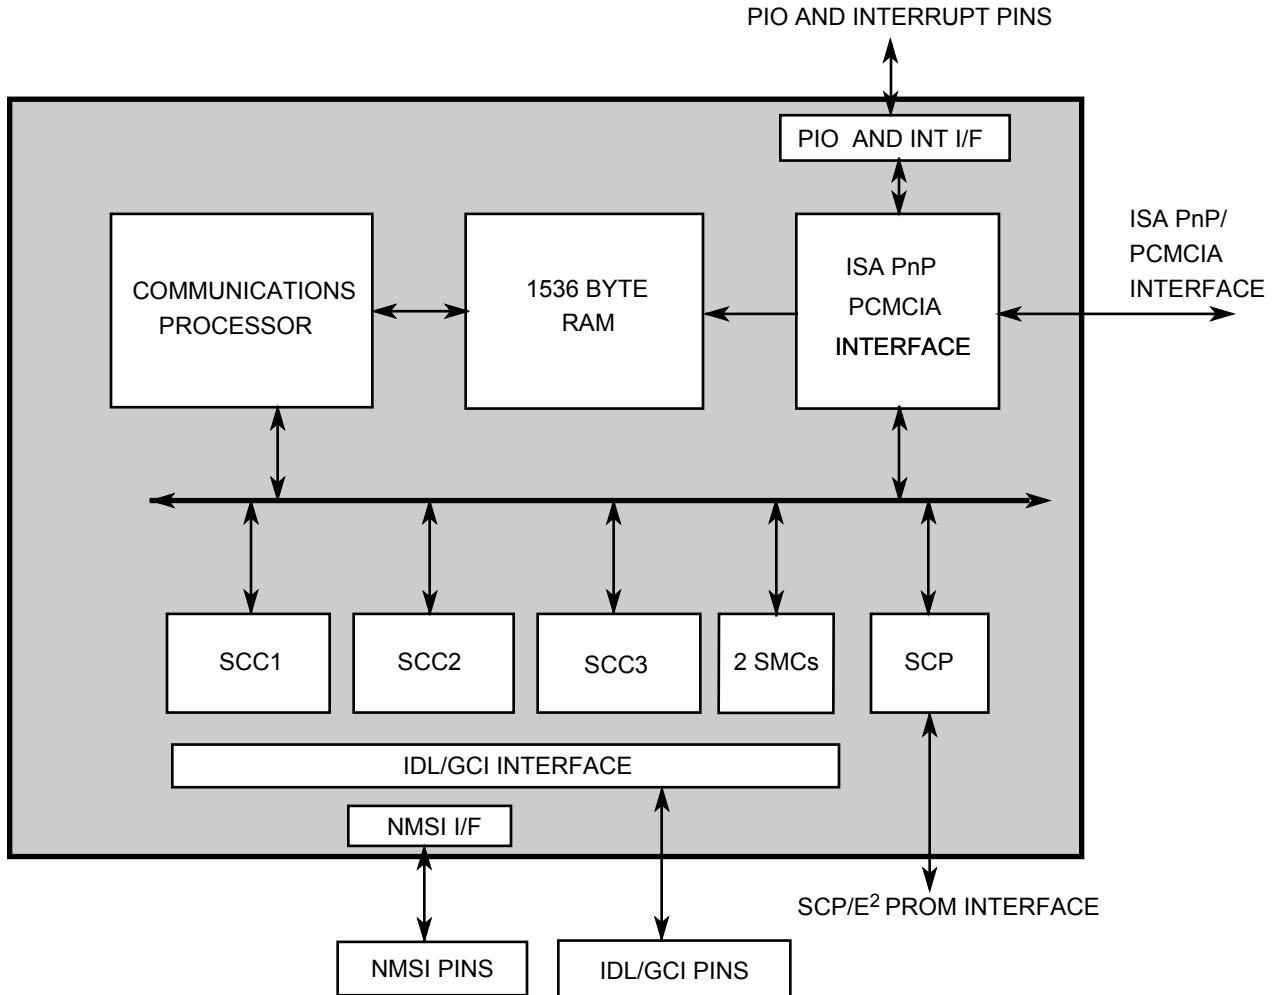 PIO AND INTERRUPT PINS
PIO AND INT I/F
COMMUNICATIONS
PROCESSOR
1536 BYTE
RAM
ISA PnP
PCMCIA
INTERFACE
ISA PnP/
PCMCIA
INTERFACE
SCC1
SCC2
SCC3
2 SMCs
SCP
IDL/GCI INTERFACE
NMSI I/F
SCP/E² PROM INTERFACE
NMSI PINS
IDL/GCI PINS